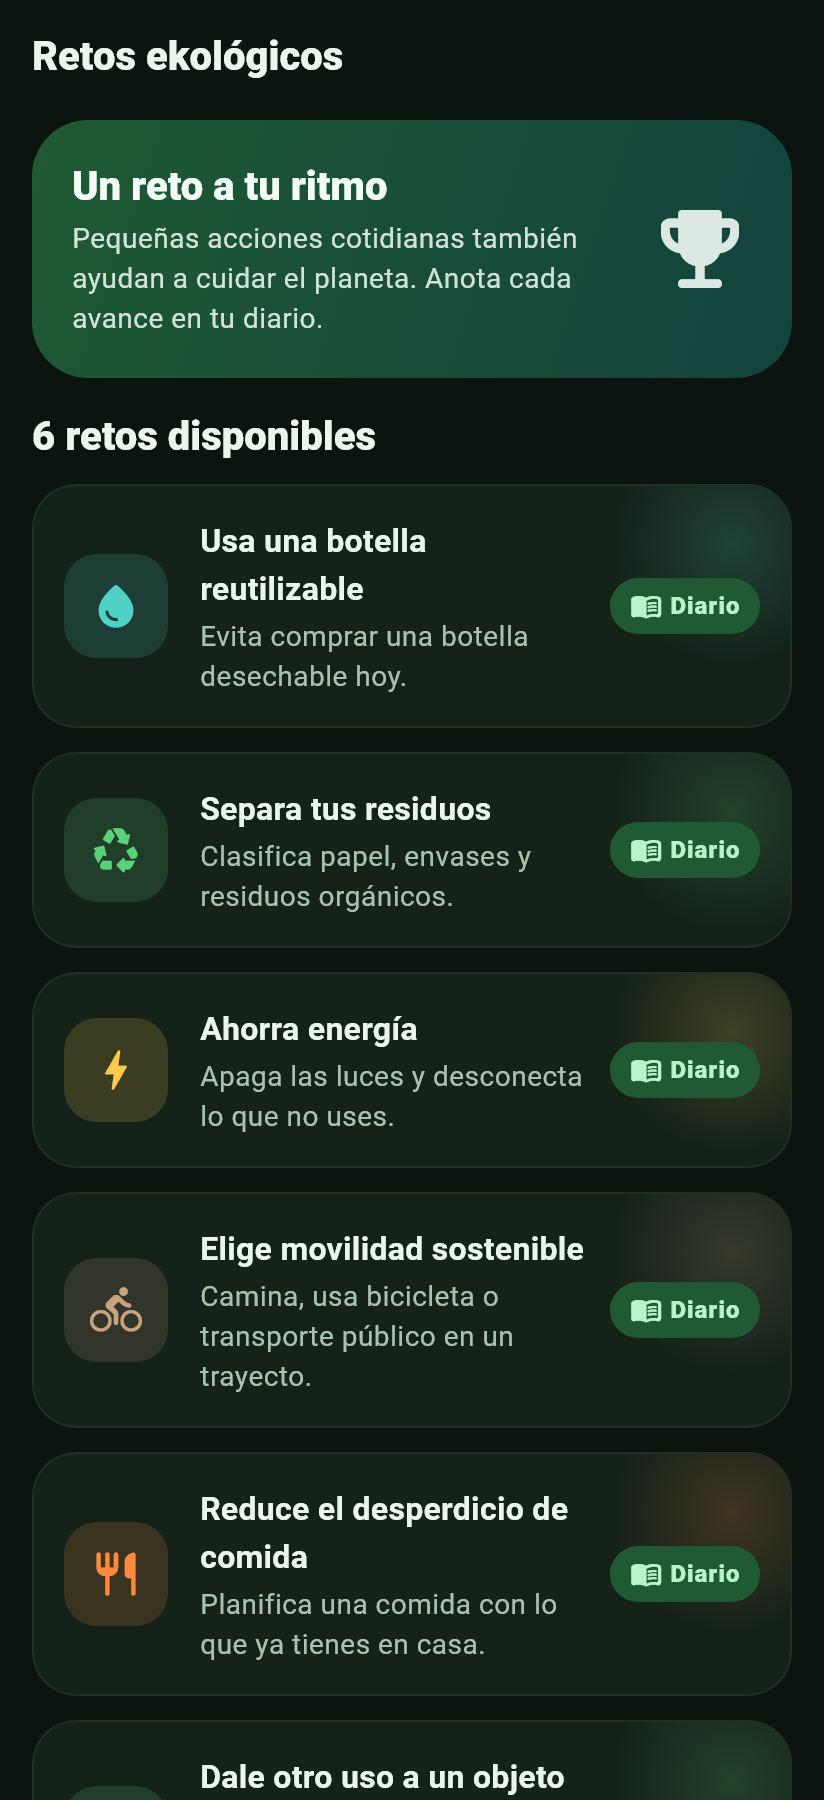 Retos ekológicos
Un reto a tu ritmo
Pequeñas acciones cotidianas también
ayudan a cuidar el planeta. Anota cada
avance en tu diario.
6 retos disponibles
Usa una botella
reutilizable
Evita comprar una botella
desechable hoy.
Diario
Separa tus residuos
Clasifica papel, envases y
residuos orgánicos.
Diario
Ahorra energía
Apaga las luces y desconecta
lo que no uses.
Diario
Elige movilidad sostenible
Camina, usa bicicleta o
transporte público en un
trayecto.
Diario
Reduce el desperdicio de
comida
Planifica una comida con lo
que ya tienes en casa.
Diario
Dale otro uso a un objeto